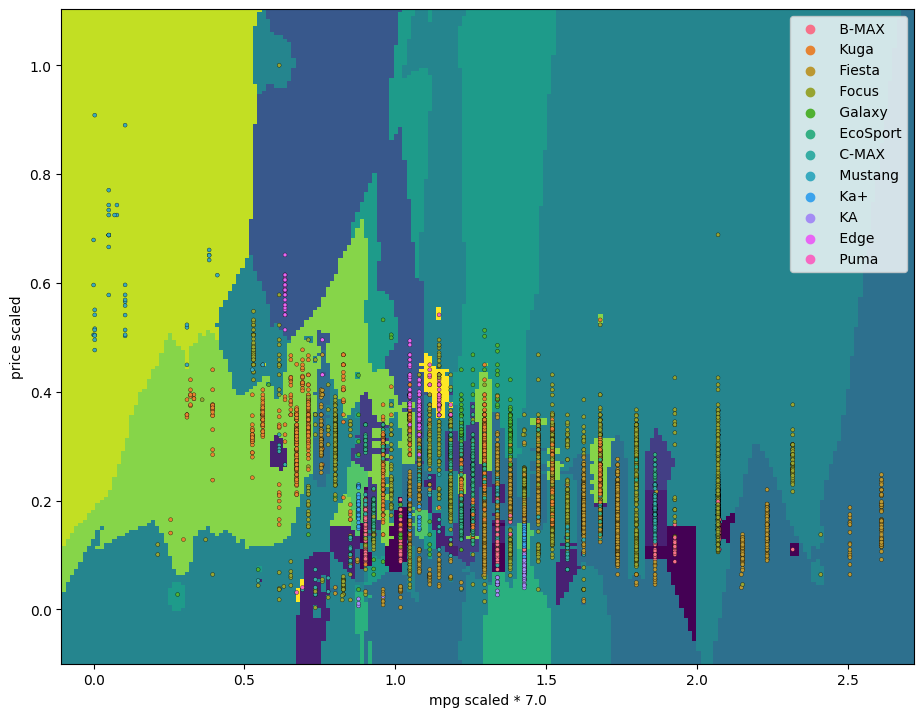 B-MAX
Kuga
Fiesta
Focus
Galaxy
EcoSport
C-MAX
Mustang
Ka+
KA
Edge
Puma
1.0
0.8
0.6
0.4
0.2
0.0
price scaled
0.0 0.5 1.0 1.5 2.0 2.5
mpg scaled * 7.0